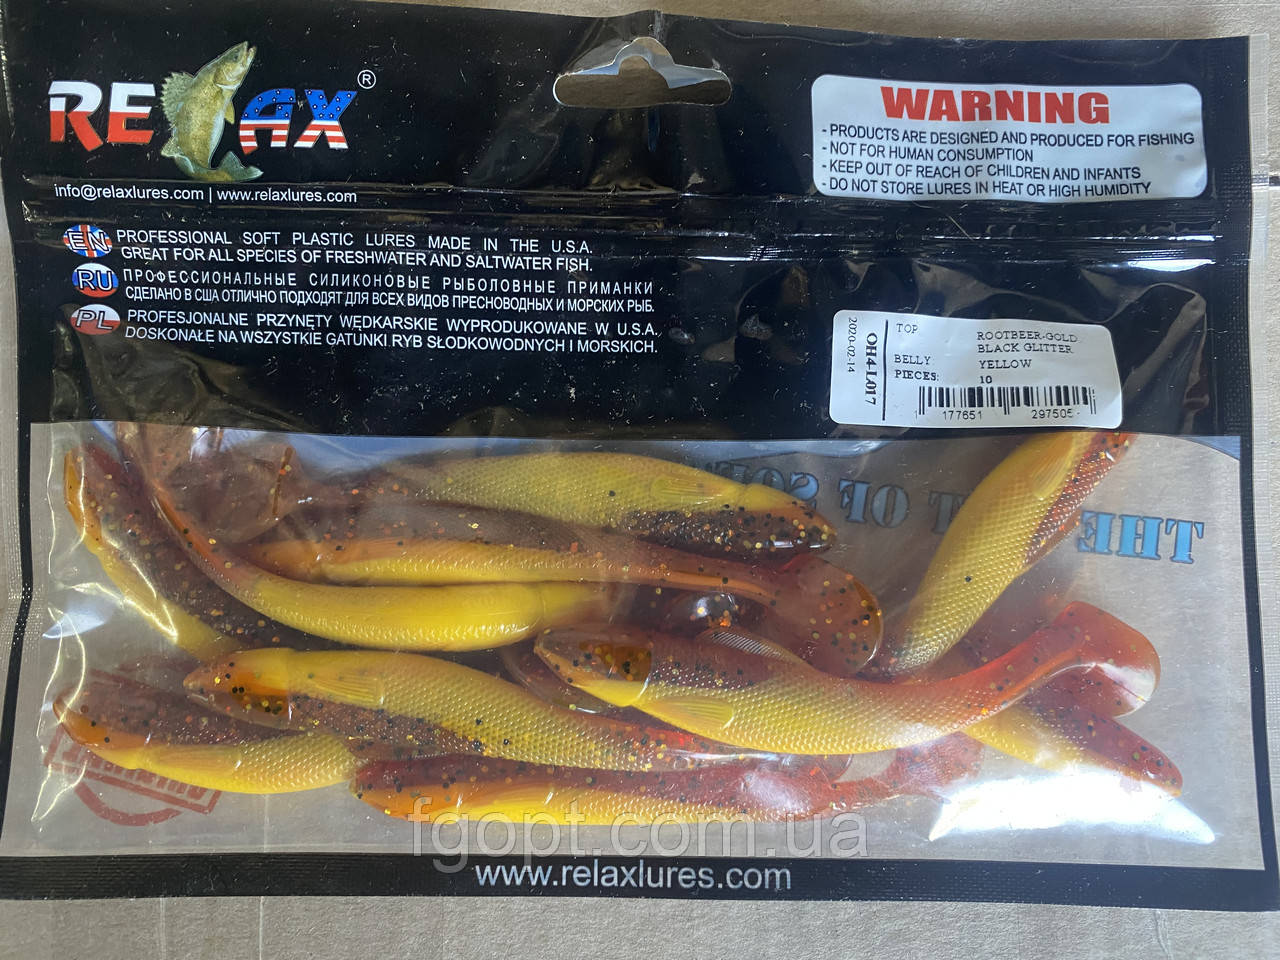 RELAX®
info@relaxlures.com | www.relaxlures.com
WARNING
- PRODUCTS ARE DESIGNED AND PRODUCED FOR FISHING
- NOT FOR HUMAN CONSUMPTION
- KEEP OUT OF REACH OF CHILDREN AND INFANTS
- DO NOT STORE LURES IN HEAT OR HIGH HUMIDITY
EN PROFESSIONAL SOFT PLASTIC LURES MADE IN THE U.S.A.
GREAT FOR ALL SPECIES OF FRESHWATER AND SALTWATER FISH.
RU ПРОФЕССИОНАЛЬНЫЕ СИЛИКОНОВЫЕ РЫБОЛОВНЫЕ ПРИМАНКИ
СДЕЛАНО В США ОТЛИЧНО ПОДХОДЯТ ДЛЯ ВСЕХ ВИДОВ ПРЕСНОВОДНЫХ И МОРСКИХ РЫБ.
PL PROFESJONALNE PRZYNĘTY WĘDKARSKIE WYPRODUKOWANE W U.S.A.
DOSKONAŁE NA WSZYSTKIE GATUNKI RYB SŁODKOWODNYCH I MORSKICH.
2020-02-14
OH4-L017
TOP ROOTBEER-GOLD
BLACK GLITTER
BELLY YELLOW
PIECES: 10
177651 297505
THE
OF
fgopt.com.ua
www.relaxlures.com